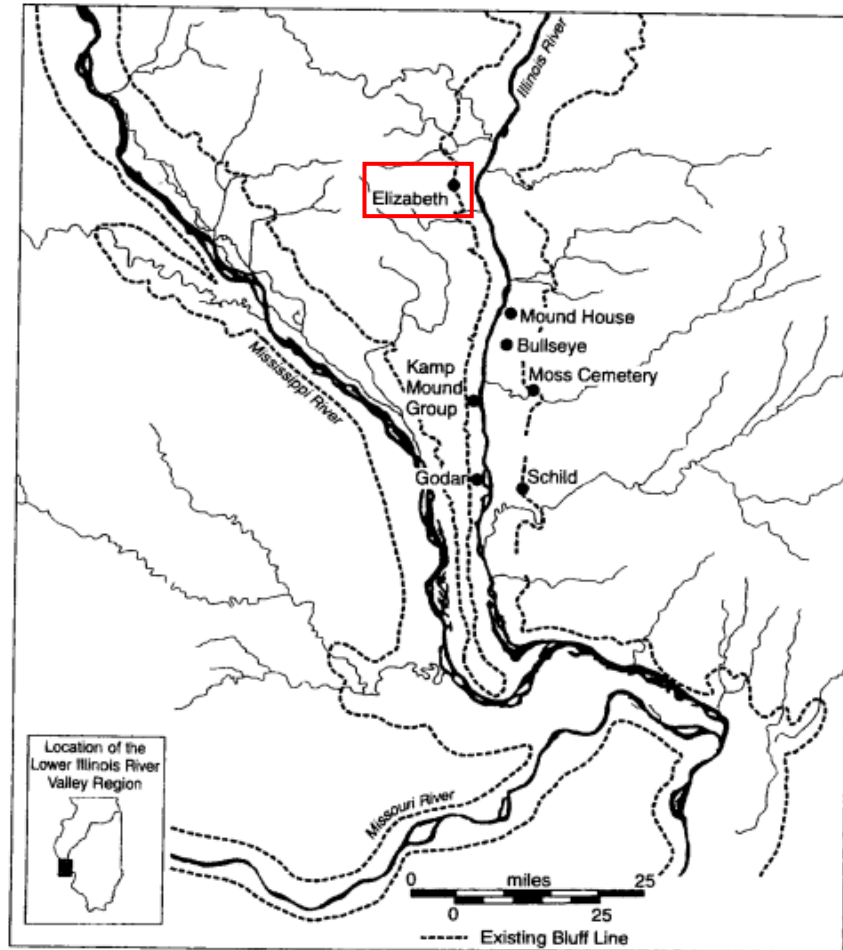 Illinois River
Elizabeth
Mound House
Bullseye
Kamp
Mound
Group
Moss Cemetery
Mississippi River
Godar
Schild
Location of the
Lower Illinois River
Valley Region
Missouri River
0 miles 25
0 25
Existing Bluff Line